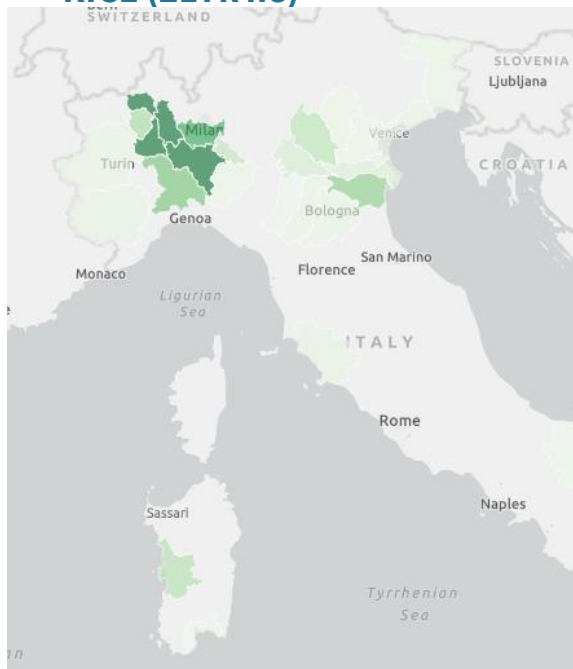 SWITZERLAND
SLOVENIA
Ljubljana
Milan
Venice
Turin
CROATIA
Bologna
Genoa
San Marino
Florence
Monaco
Ligurian
Sea
ITALY
Rome
Sassari
Naples
Tyrrhenian
Sea